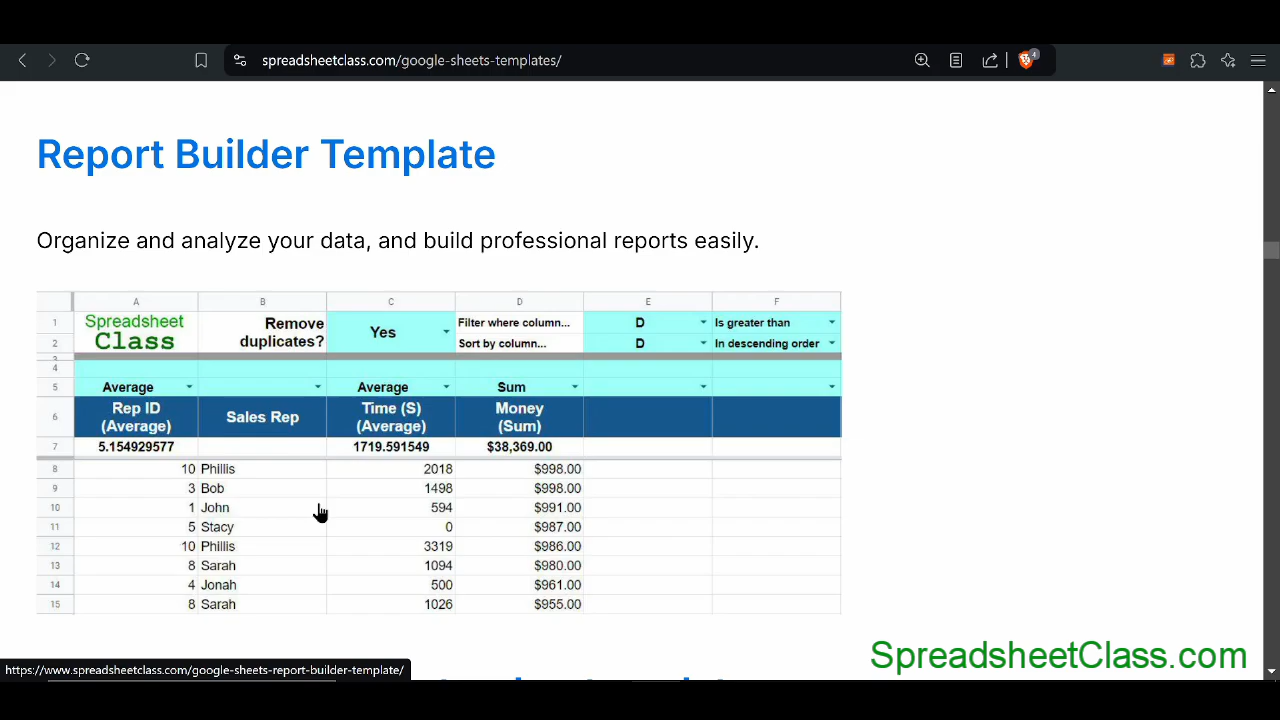 spreadsheetclass.com/google-sheets-templates/
4
Report Builder Template
Organize and analyze your data, and build professional reports easily.
A B C D E F
1 Spreadsheet Remove Yes Filter where column... D Is greater than
2 Class duplicates? Sort by column... D In descending order
3
4
5 Average Average Sum
6 Rep ID (Average) Sales Rep Time (S) (Average) Money (Sum)
7 5.154929577 1719.591549 $38,369.00
8 10 Phillis 2018 $998.00
9 3 Bob 1498 $998.00
10 1 John 594 $991.00
11 5 Stacy 0 $987.00
12 10 Phillis 3319 $986.00
13 8 Sarah 1094 $980.00
14 4 Jonah 500 $961.00
15 8 Sarah 1026 $955.00
SpreadsheetClass.com
https://www.spreadsheetclass.com/google-sheets-report-builder-template/